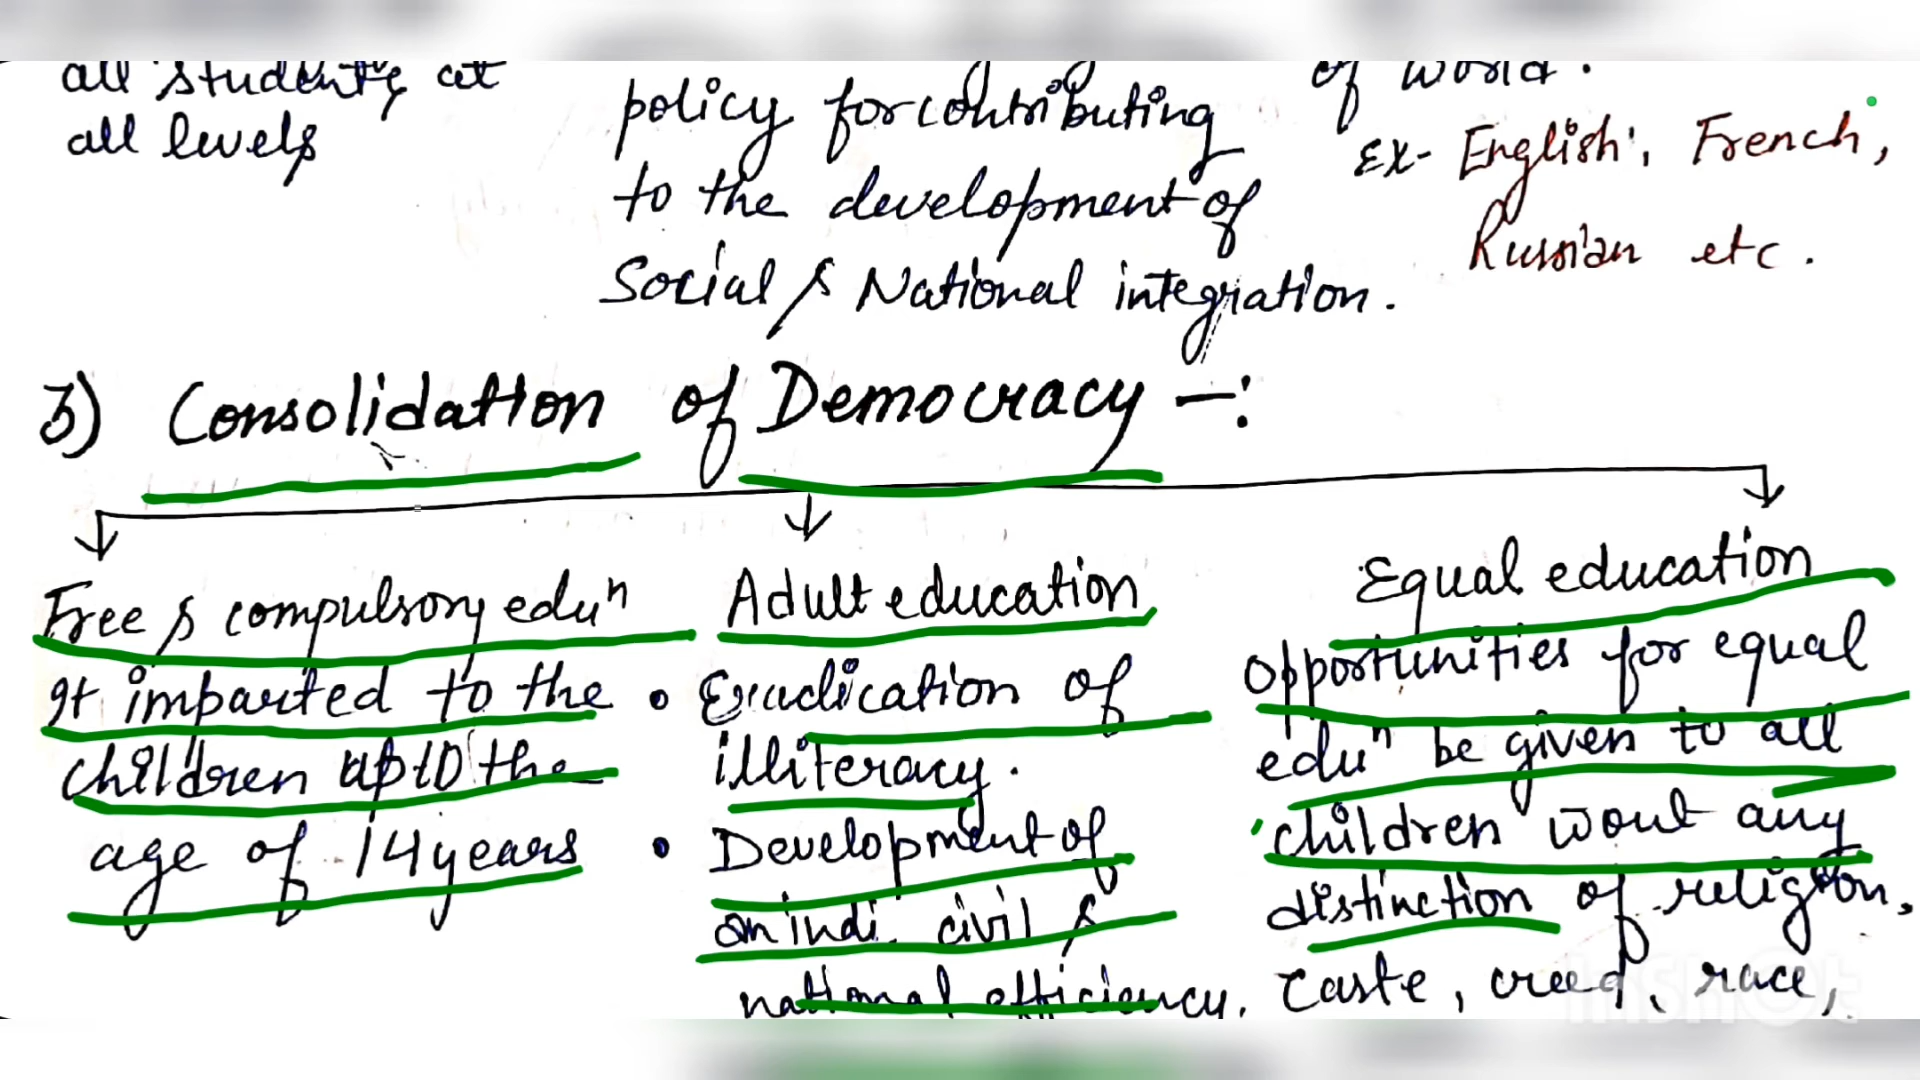 all students at
all levels
policy for contributing
to the development of
Social & National integration.
of world.
Ex- English, French,
Russian etc.
3) Consolidation of Democracy -:
Free & compulsory eduⁿ
It imparted to the
children upto the
age of 14 years
Adult education
• Eradication of
illiteracy.
• Development of
an indi. civil &
national efficiency.
Equal education
opportunities for equal
eduⁿ be given to all
children wout any
distinction of religion,
caste, creed, race,
InShot